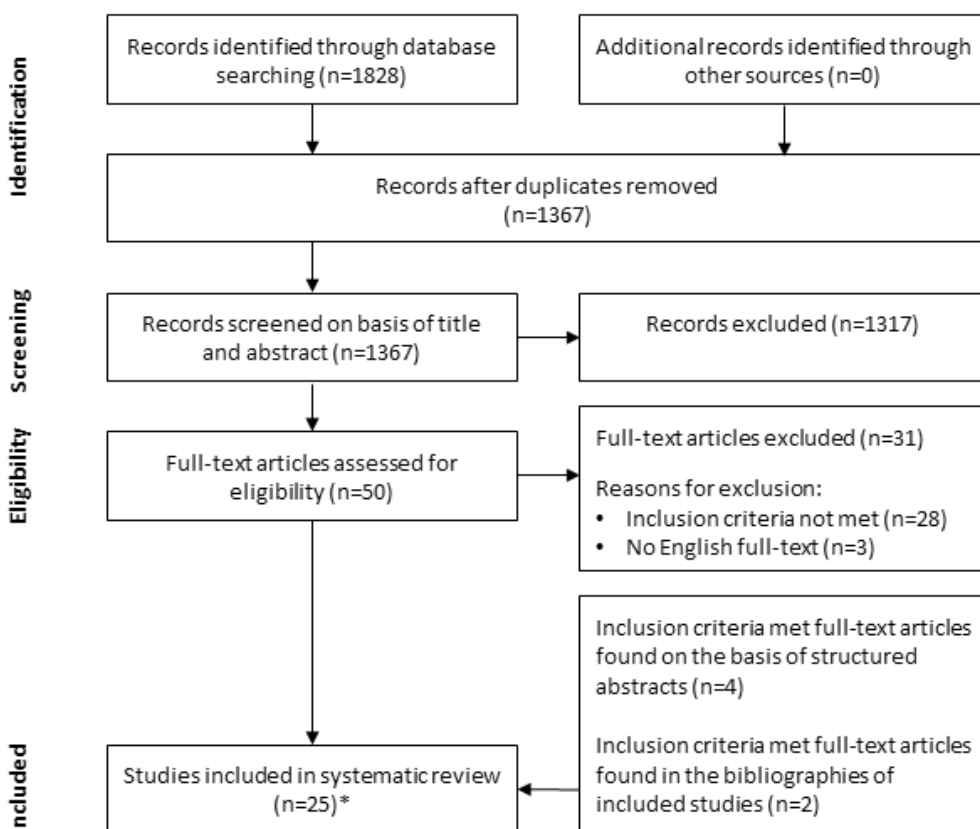 Identification
Records identified through database
searching (n=1828)
Additional records identified through
other sources (n=0)
Records after duplicates removed
(n=1367)
Screening
Records screened on basis of title
and abstract (n=1367)
Records excluded (n=1317)
Eligibility
Full-text articles assessed for
eligibility (n=50)
Full-text articles excluded (n=31)
Reasons for exclusion:
• Inclusion criteria not met (n=28)
• No English full-text (n=3)
Inclusion criteria met full-text articles
found on the basis of structured
abstracts (n=4)
Inclusion criteria met full-text articles
found in the bibliographies of
included studies (n=2)
ncluded
Studies included in systematic review
(n=25)*